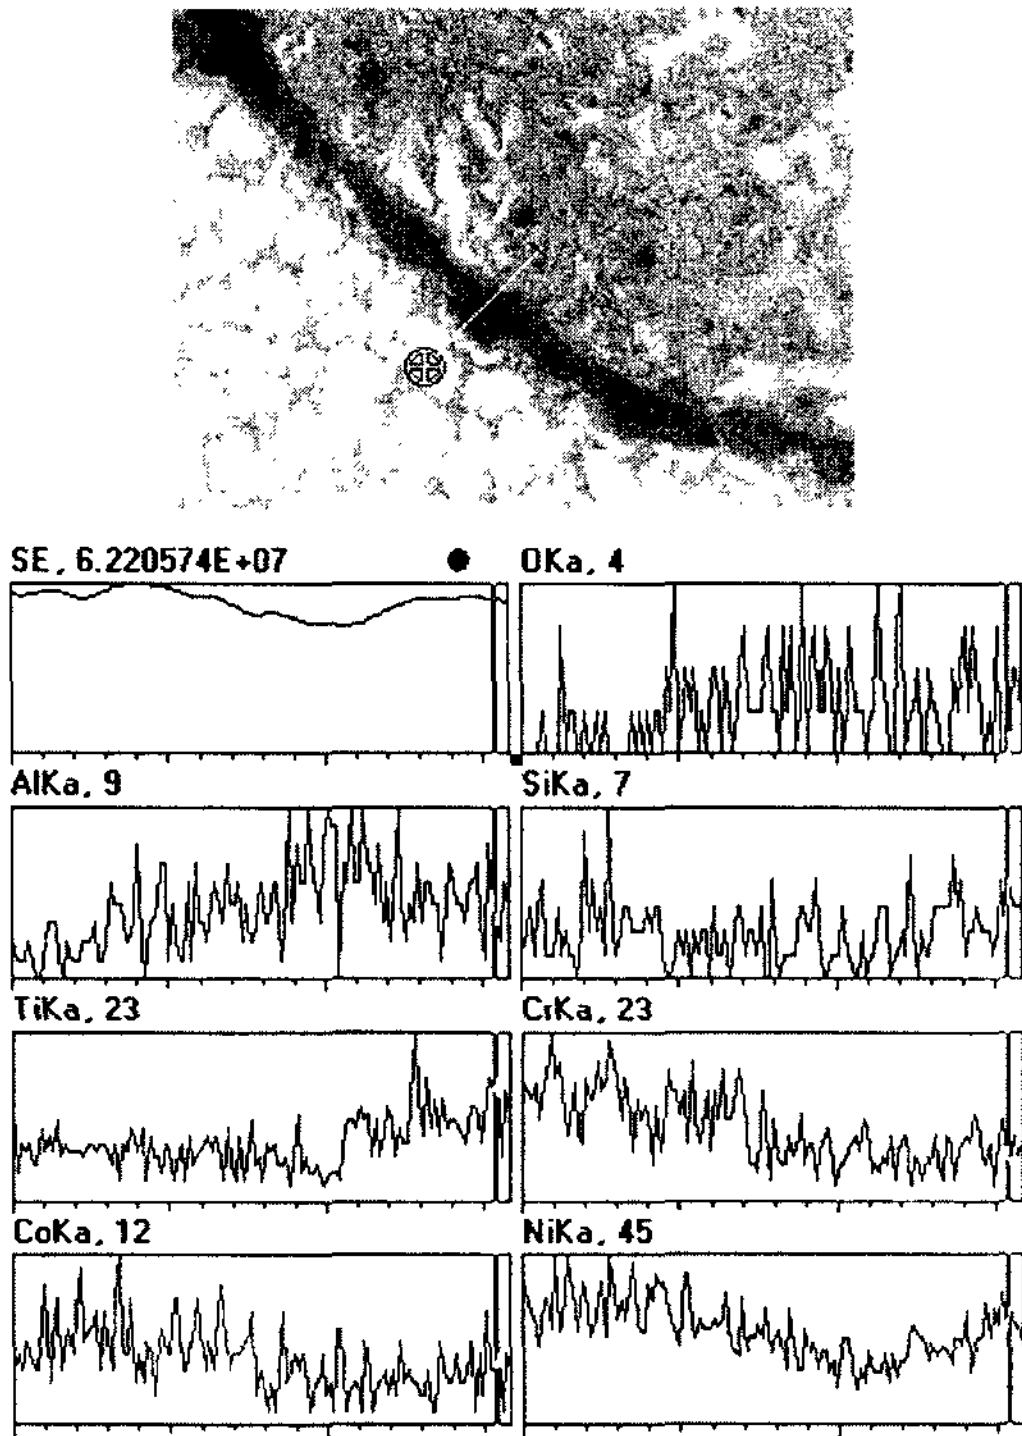 SE, 6.220574E+07
OKa, 4
AlKa, 9
SiKa, 7
TiKa, 23
CrKa, 23
CoKa, 12
NiKa, 45